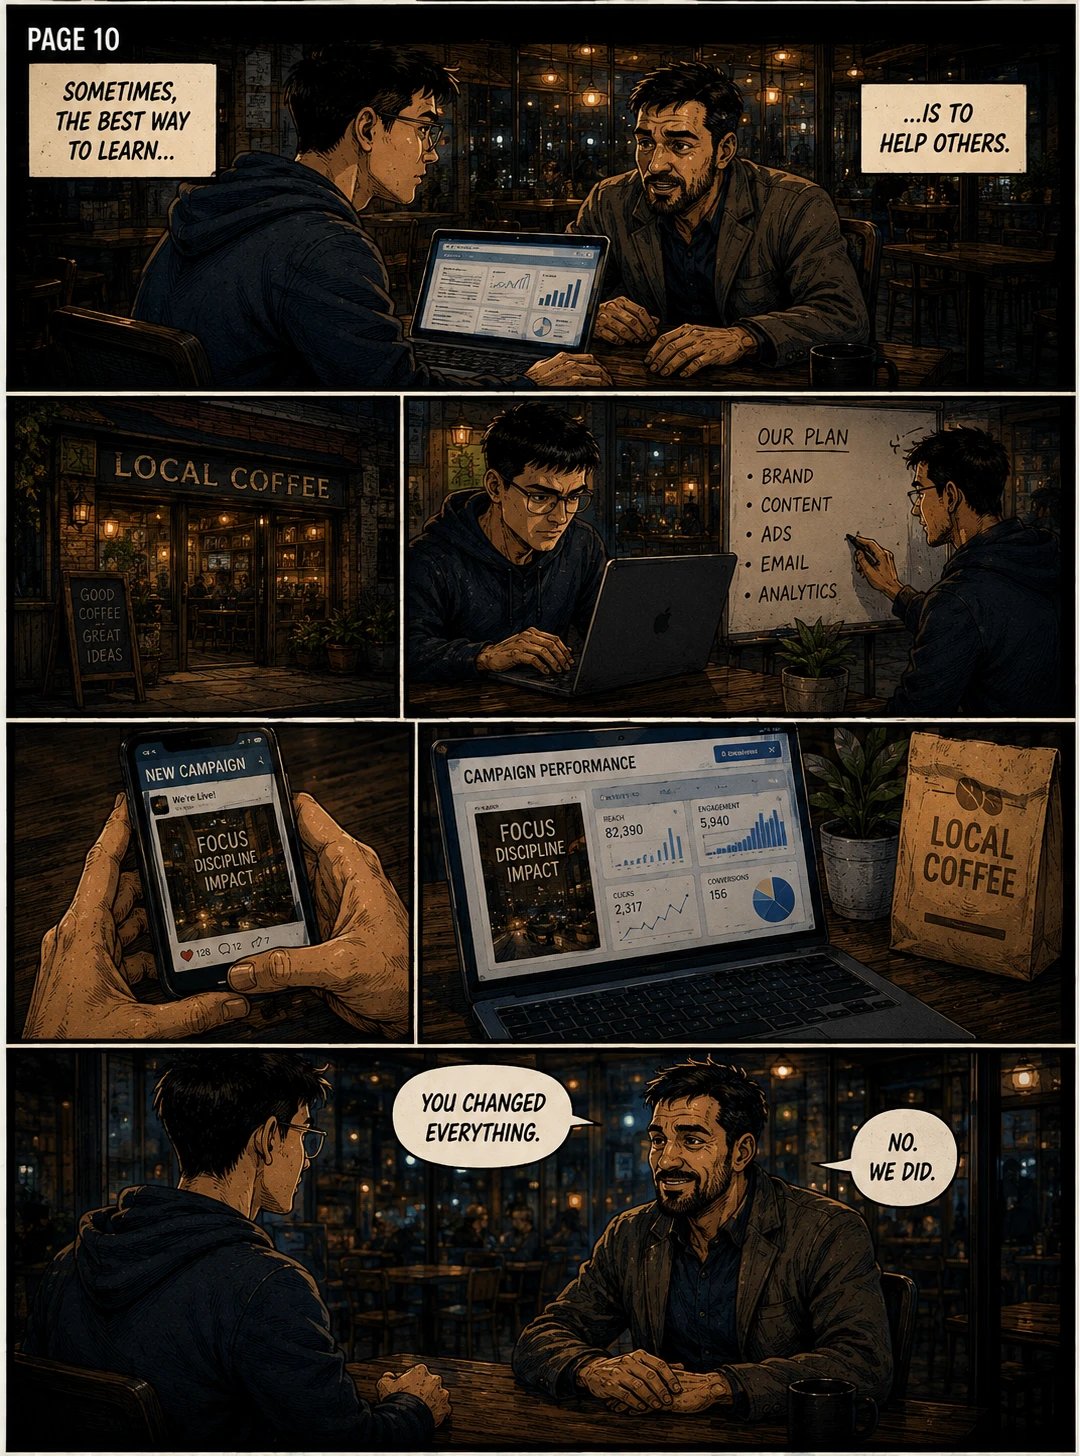 PAGE 10
SOMETIMES,
THE BEST WAY
TO LEARN...
...IS TO
HELP OTHERS.
LOCAL COFFEE
GOOD
COFFEE
GREAT
IDEAS
OUR PLAN
• BRAND
• CONTENT
• ADS
• EMAIL
• ANALYTICS
NEW CAMPAIGN
We're Live!
FOCUS
DISCIPLINE
IMPACT
128 12 7
CAMPAIGN PERFORMANCE
FOCUS
DISCIPLINE
IMPACT
REACH
82,390
ENGAGEMENT
5,940
CLICKS
2,317
CONVERSIONS
156
LOCAL
COFFEE
YOU CHANGED
EVERYTHING.
NO.
WE DID.